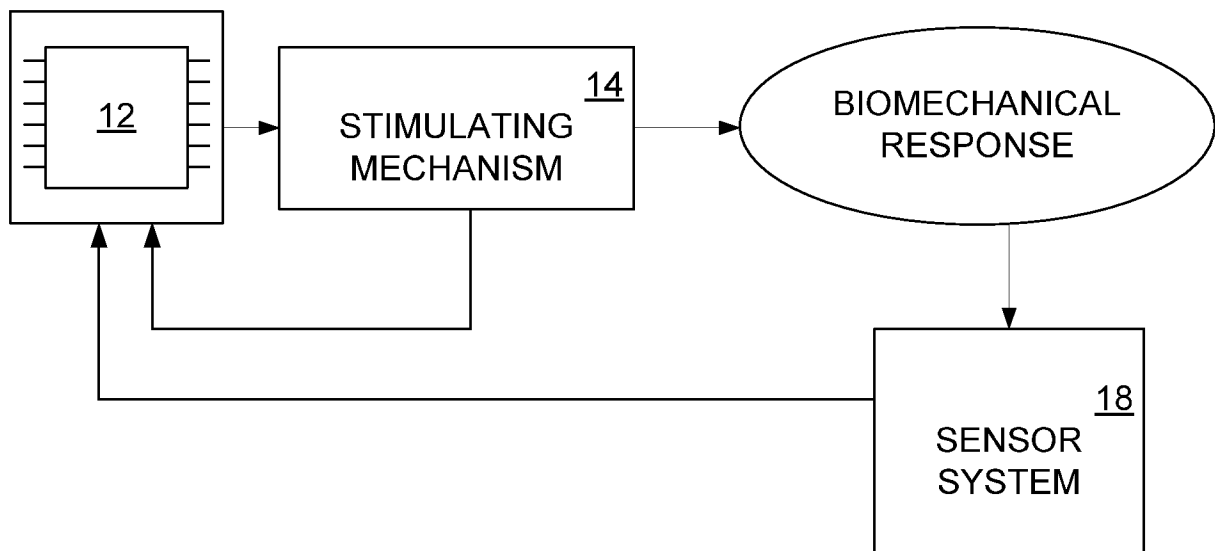 12
14
STIMULATING
MECHANISM
BIOMECHANICAL
RESPONSE
18
SENSOR
SYSTEM